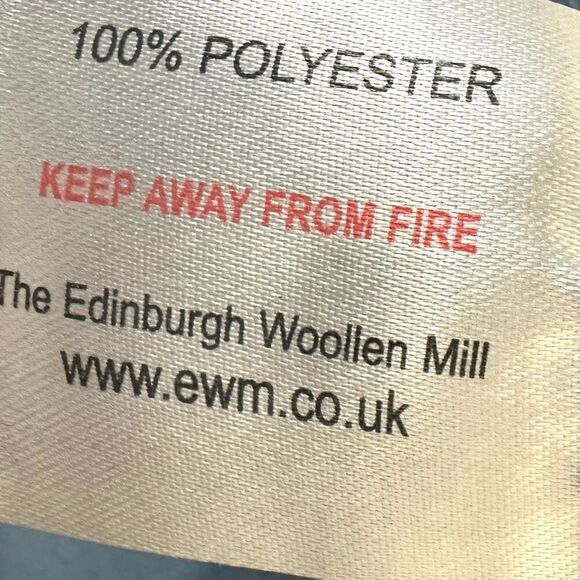 100% POLYESTER
KEEP AWAY FROM FIRE
The Edinburgh Woollen Mill
www.ewm.co.uk